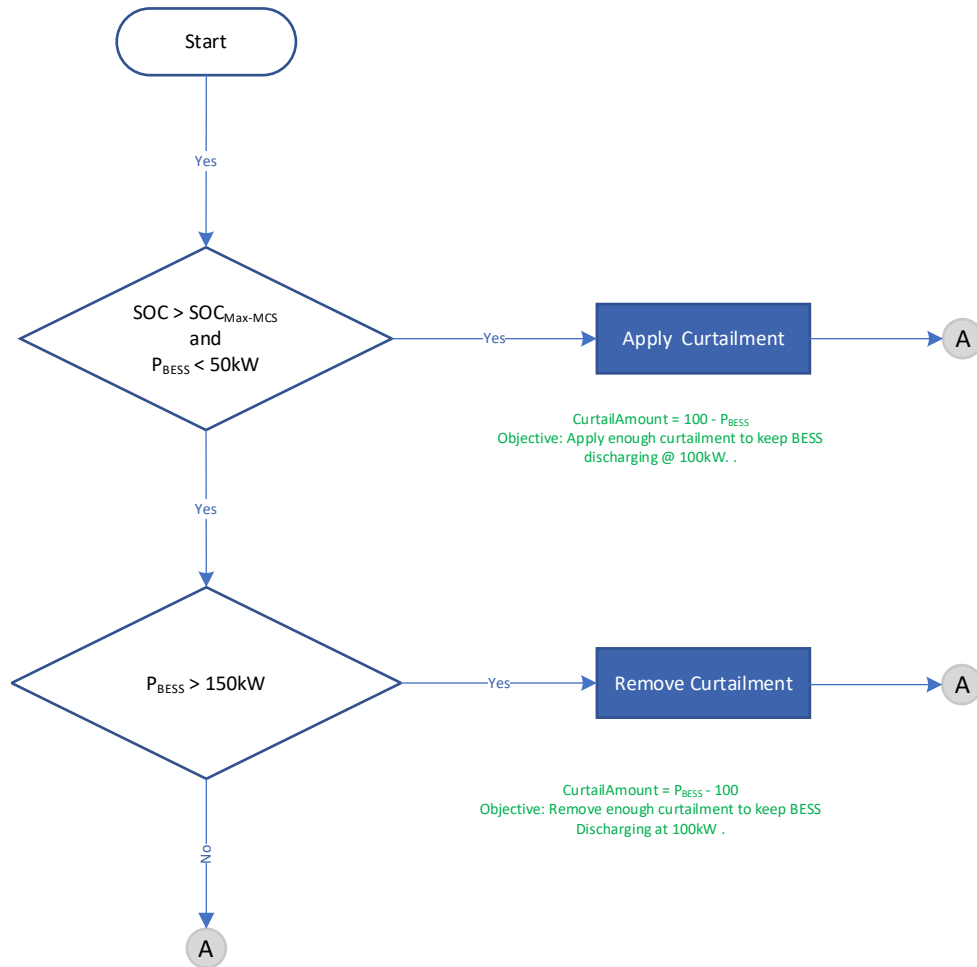 Start
Yes
SOC > SOCMax-MCS
and
PBESS < 50kW
Yes
Apply Curtailment
A
CurtailAmount = 100 - PBESS
Objective: Apply enough curtailment to keep BESS
discharging @ 100kW. .
Yes
PBESS > 150kW
Yes
Remove Curtailment
A
CurtailAmount = PBESS - 100
Objective: Remove enough curtailment to keep BESS
Discharging at 100kW .
No
A